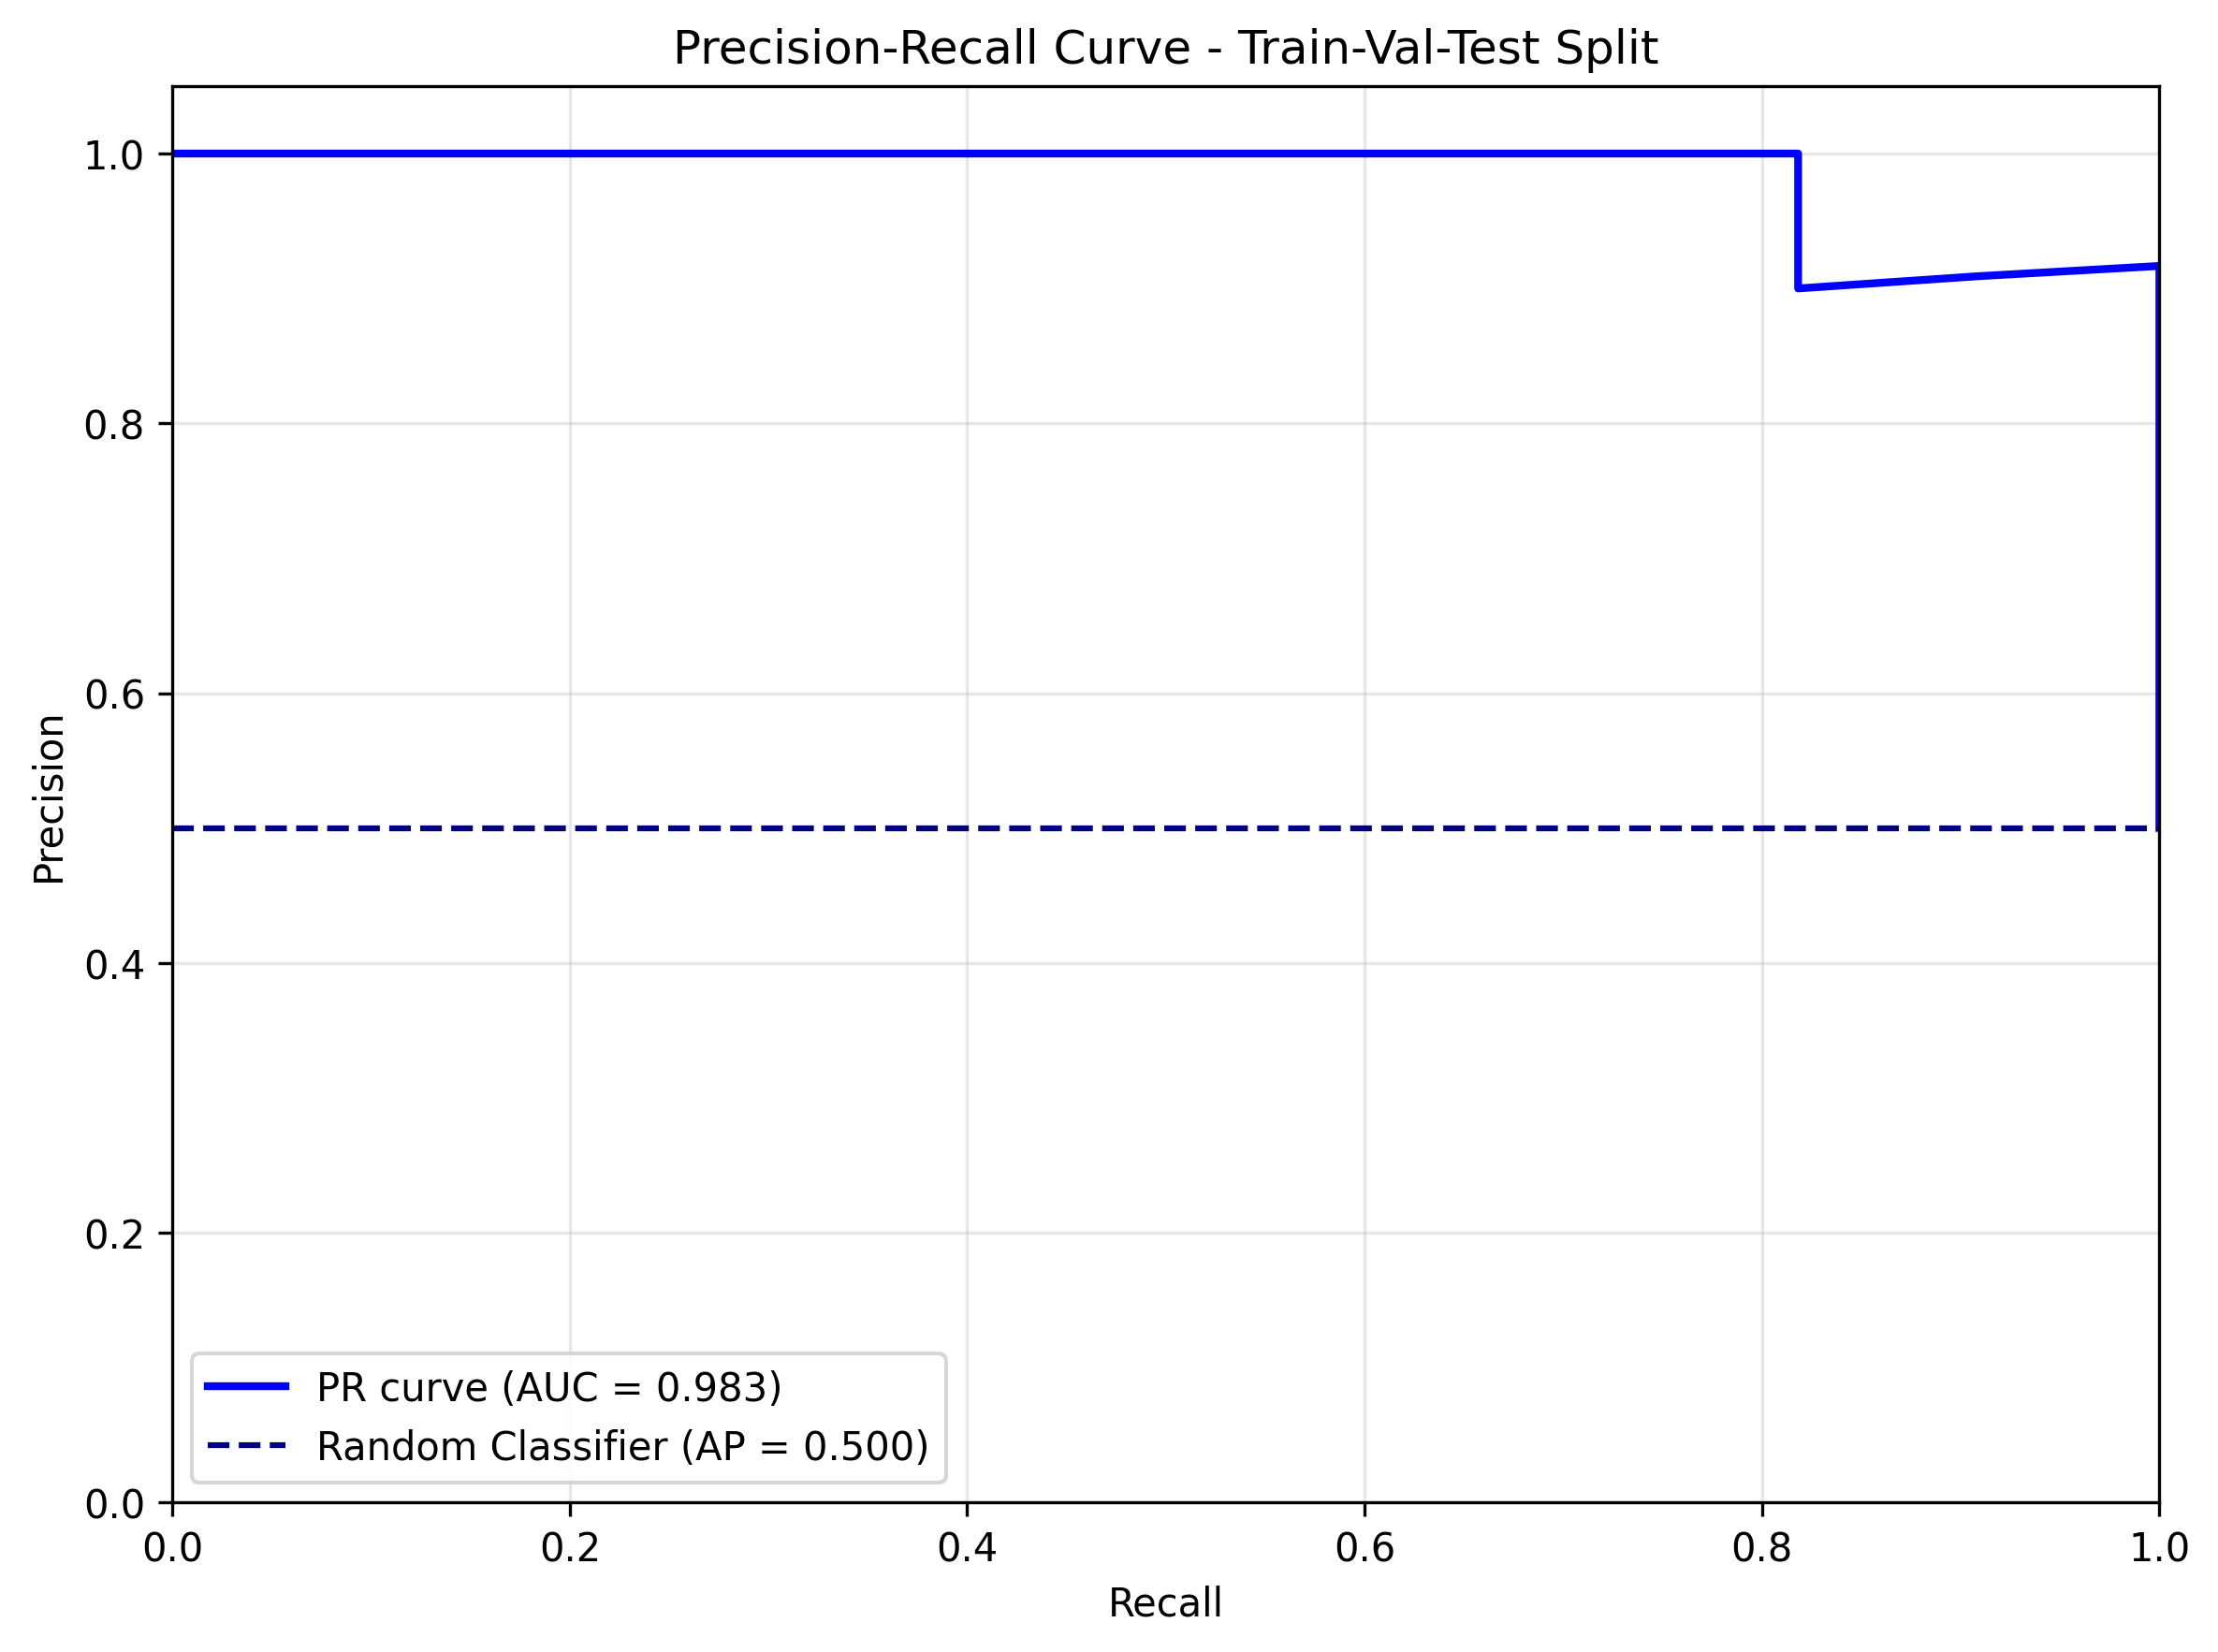 Precision-Recall Curve - Train-Val-Test Split
1.0
0.8
0.6
0.4
0.2
0.0
Precision
PR curve (AUC = 0.983)
Random Classifier (AP = 0.500)
0.0 0.2 0.4 0.6 0.8 1.0
Recall